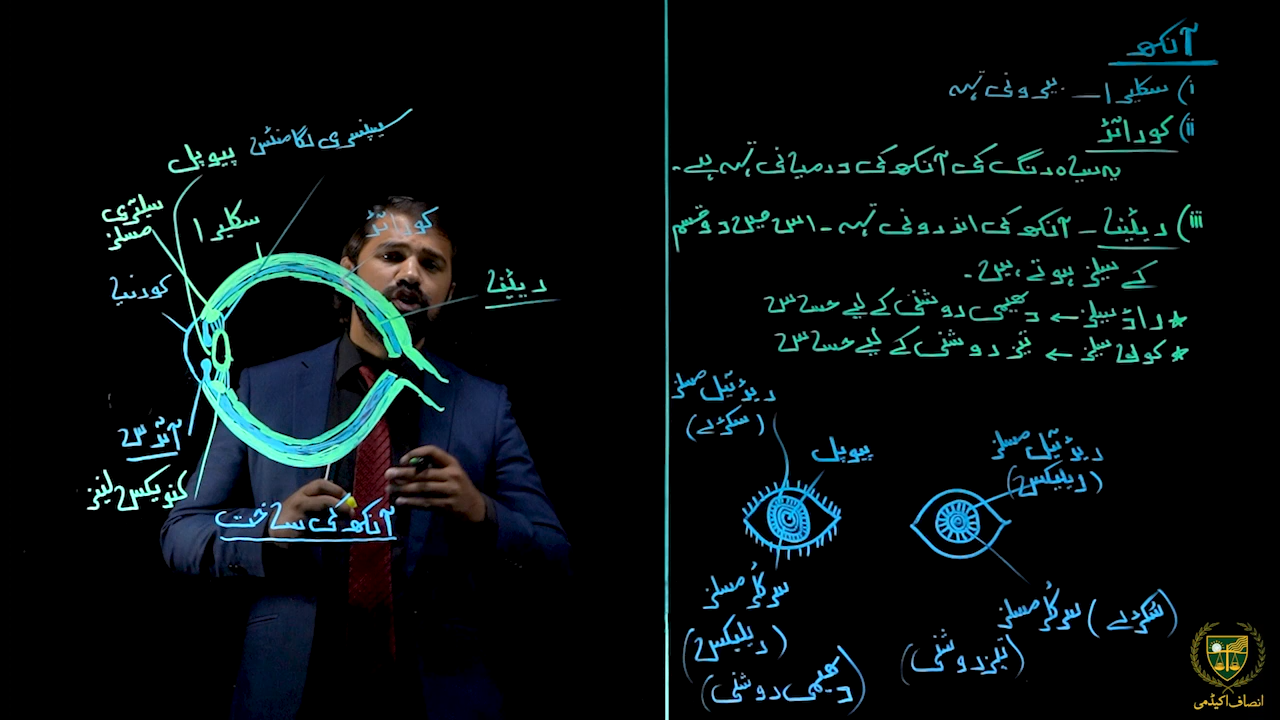 آنکھ
i) سکلیرا — بیرونی تہہ
ii) کورائڈ
یہ سیاہ رنگ کی آنکھ کی درمیانی تہہ ہے۔
iii) ریٹینا – آنکھ کی اندرونی تہہ۔ اس میں دو قسم
کے سیلز ہوتے ہیں۔
* راڈ سیلز ← دھیمی روشنی کے لیے حساس
* کون سیلز ← تیز روشنی کے لیے حساس
ریڈئیل مسلز
(سکڑے)
پیوپل
سرکلر مسلز
(ریلیکس)
(دھیمی روشنی)
ریڈئیل مسلز
(ریلیکس)
سرکلر مسلز (سکڑے)
(تیز روشنی)
سسپنسری لگامنٹس
پیوپل
سیلری
مسلز
سکلیرا
کورائڈ
کورنیا
ریٹینا
آئرس
کنویکس لینز
آنکھ کی ساخت
انصاف اکیڈمی